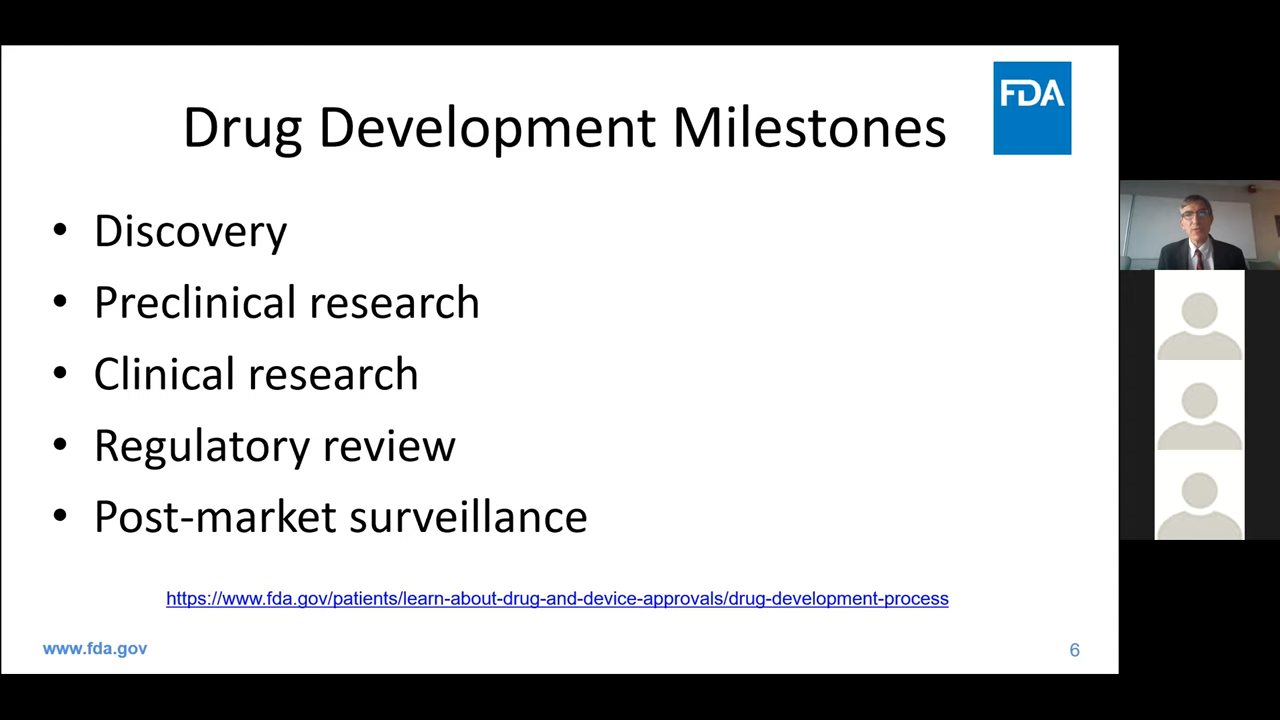 FDA
Drug Development Milestones
• Discovery
• Preclinical research
• Clinical research
• Regulatory review
• Post-market surveillance
https://www.fda.gov/patients/learn-about-drug-and-device-approvals/drug-development-process
www.fda.gov
6